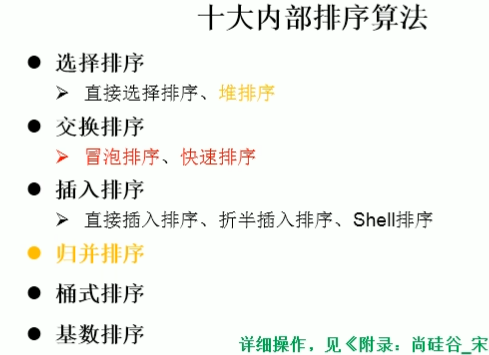 十大内部排序算法
● 选择排序
➢ 直接选择排序、堆排序
● 交换排序
➢ 冒泡排序、快速排序
● 插入排序
➢ 直接插入排序、折半插入排序、Shell排序
● 归并排序
● 桶式排序
● 基数排序
详细操作，见《附录：尚硅谷_宋